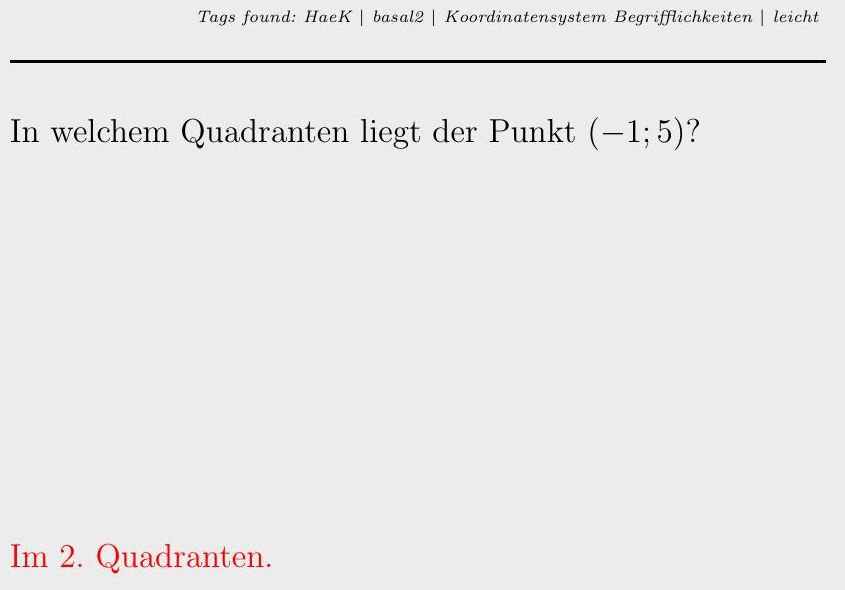 Tags found: HaeK | basal2 | Koordinatensystem Begrifflichkeiten | leicht
In welchem Quadranten liegt der Punkt (−1; 5)?
Im 2. Quadranten.